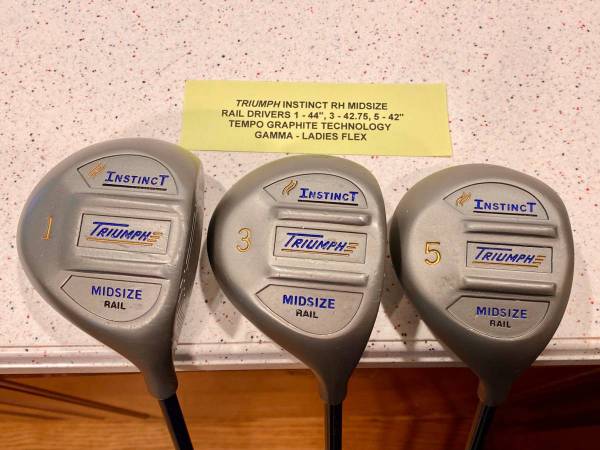 TRIUMPH INSTINCT RH MIDSIZE
RAIL DRIVERS 1 - 44", 3 - 42.75, 5 - 42"
TEMPO GRAPHITE TECHNOLOGY
GAMMA - LADIES FLEX
INSTINCT
1
TRIUMPH
MIDSIZE
RAIL
INSTINCT
3
TRIUMPH
MIDSIZE
RAIL
INSTINCT
5
TRIUMPH
MIDSIZE
RAIL